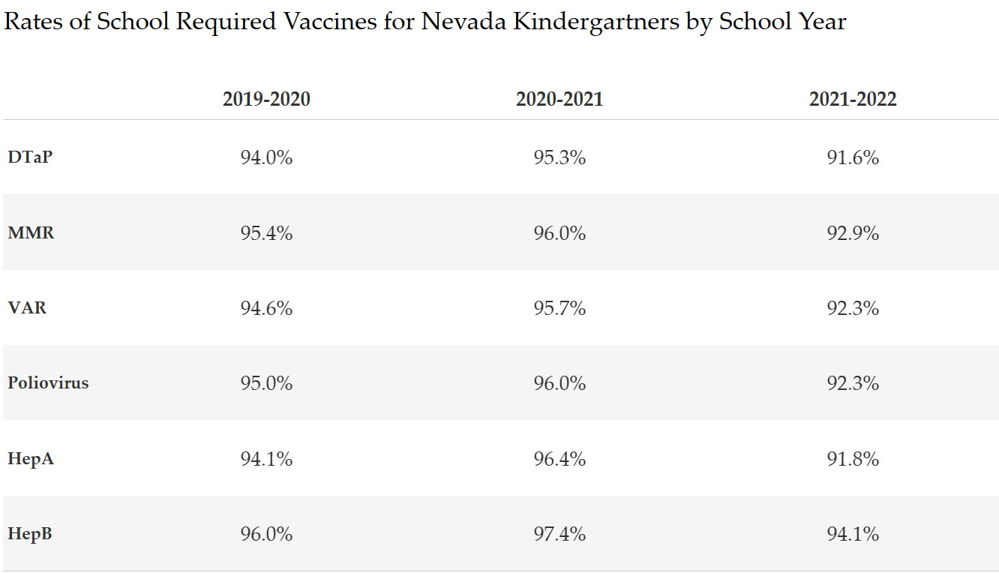 Rates of School Required Vaccines for Nevada Kindergartners by School Year
2019-2020 2020-2021 2021-2022
DTaP 94.0% 95.3% 91.6%
MMR 95.4% 96.0% 92.9%
VAR 94.6% 95.7% 92.3%
Poliovirus 95.0% 96.0% 92.3%
HepA 94.1% 96.4% 91.8%
HepB 96.0% 97.4% 94.1%